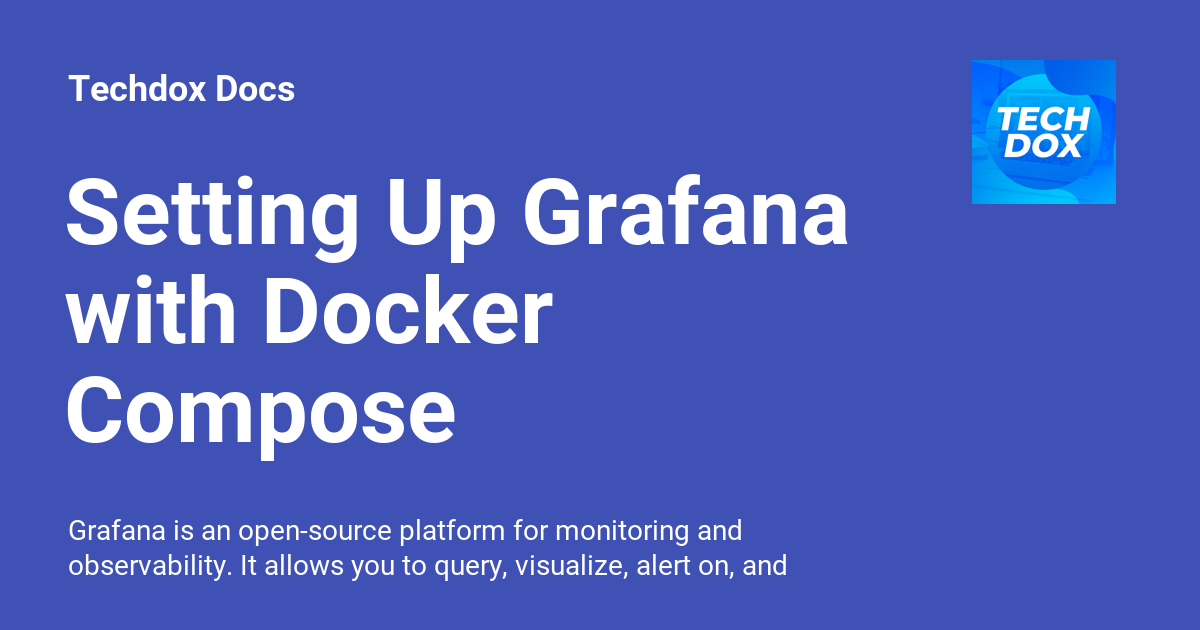 Techdox Docs
TECH
DOX
Setting Up Grafana
with Docker
Compose
Grafana is an open-source platform for monitoring and
observability. It allows you to query, visualize, alert on, and